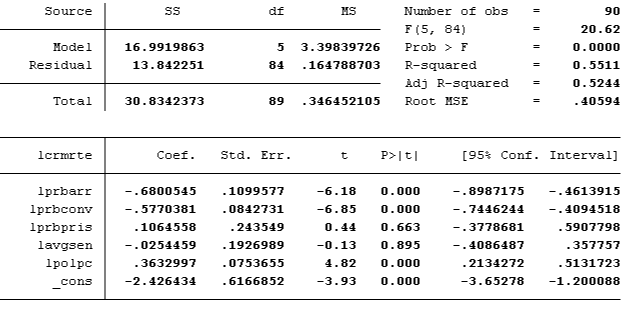 Source SS df MS Number of obs = 90
F(5, 84) = 20.62
Model 16.9919863 5 3.39839726 Prob > F = 0.0000
Residual 13.842251 84 .164788703 R-squared = 0.5511
Adj R-squared = 0.5244
Total 30.8342373 89 .346452105 Root MSE = .40594
lcrmrte Coef. Std. Err. t P>|t| [95% Conf. Interval]
lprbarr -.6800545 .1099577 -6.18 0.000 -.8987175 -.4613915
lprbconv -.5770381 .0842731 -6.85 0.000 -.7446244 -.4094518
lprbpris .1064558 .243549 0.44 0.663 -.3778681 .5907798
lavgsen -.0254459 .1926989 -0.13 0.895 -.4086487 .357757
lpolpc .3632997 .0753655 4.82 0.000 .2134272 .5131723
_cons -2.426434 .6166852 -3.93 0.000 -3.65278 -1.200088